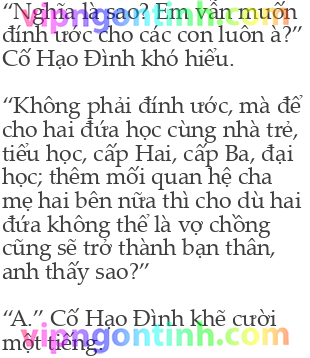 “Nghĩa là sao? Em vẫn muốn
đính ước cho các con luôn à?”
Cố Hạo Đình khó hiểu.
“Không phải đính ước, mà để
cho hai đứa học cùng nhà trẻ,
tiểu học, cấp Hai, cấp Ba, đại
học; thêm mối quan hệ cha
mẹ hai bên nữa thì cho dù hai
đứa không thể là vợ chồng
cũng sẽ trở thành bạn thân,
anh thấy sao?”
“A.” Cố Hạo Đình khẽ cười
một tiếng.
vipngontinh.com
vipngontinh.com